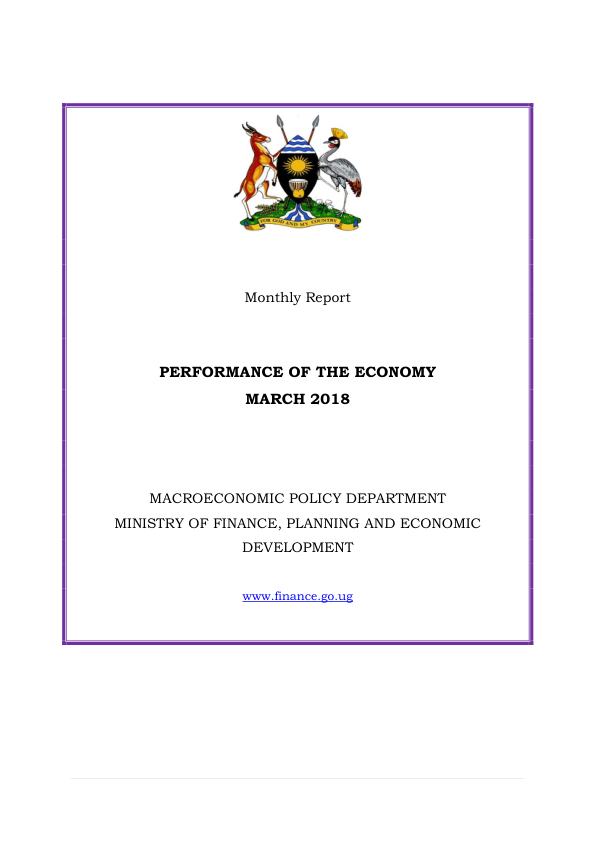 FOR GOD AND MY COUNTRY
Monthly Report
PERFORMANCE OF THE ECONOMY
MARCH 2018
MACROECONOMIC POLICY DEPARTMENT
MINISTRY OF FINANCE, PLANNING AND ECONOMIC
DEVELOPMENT
www.finance.go.ug